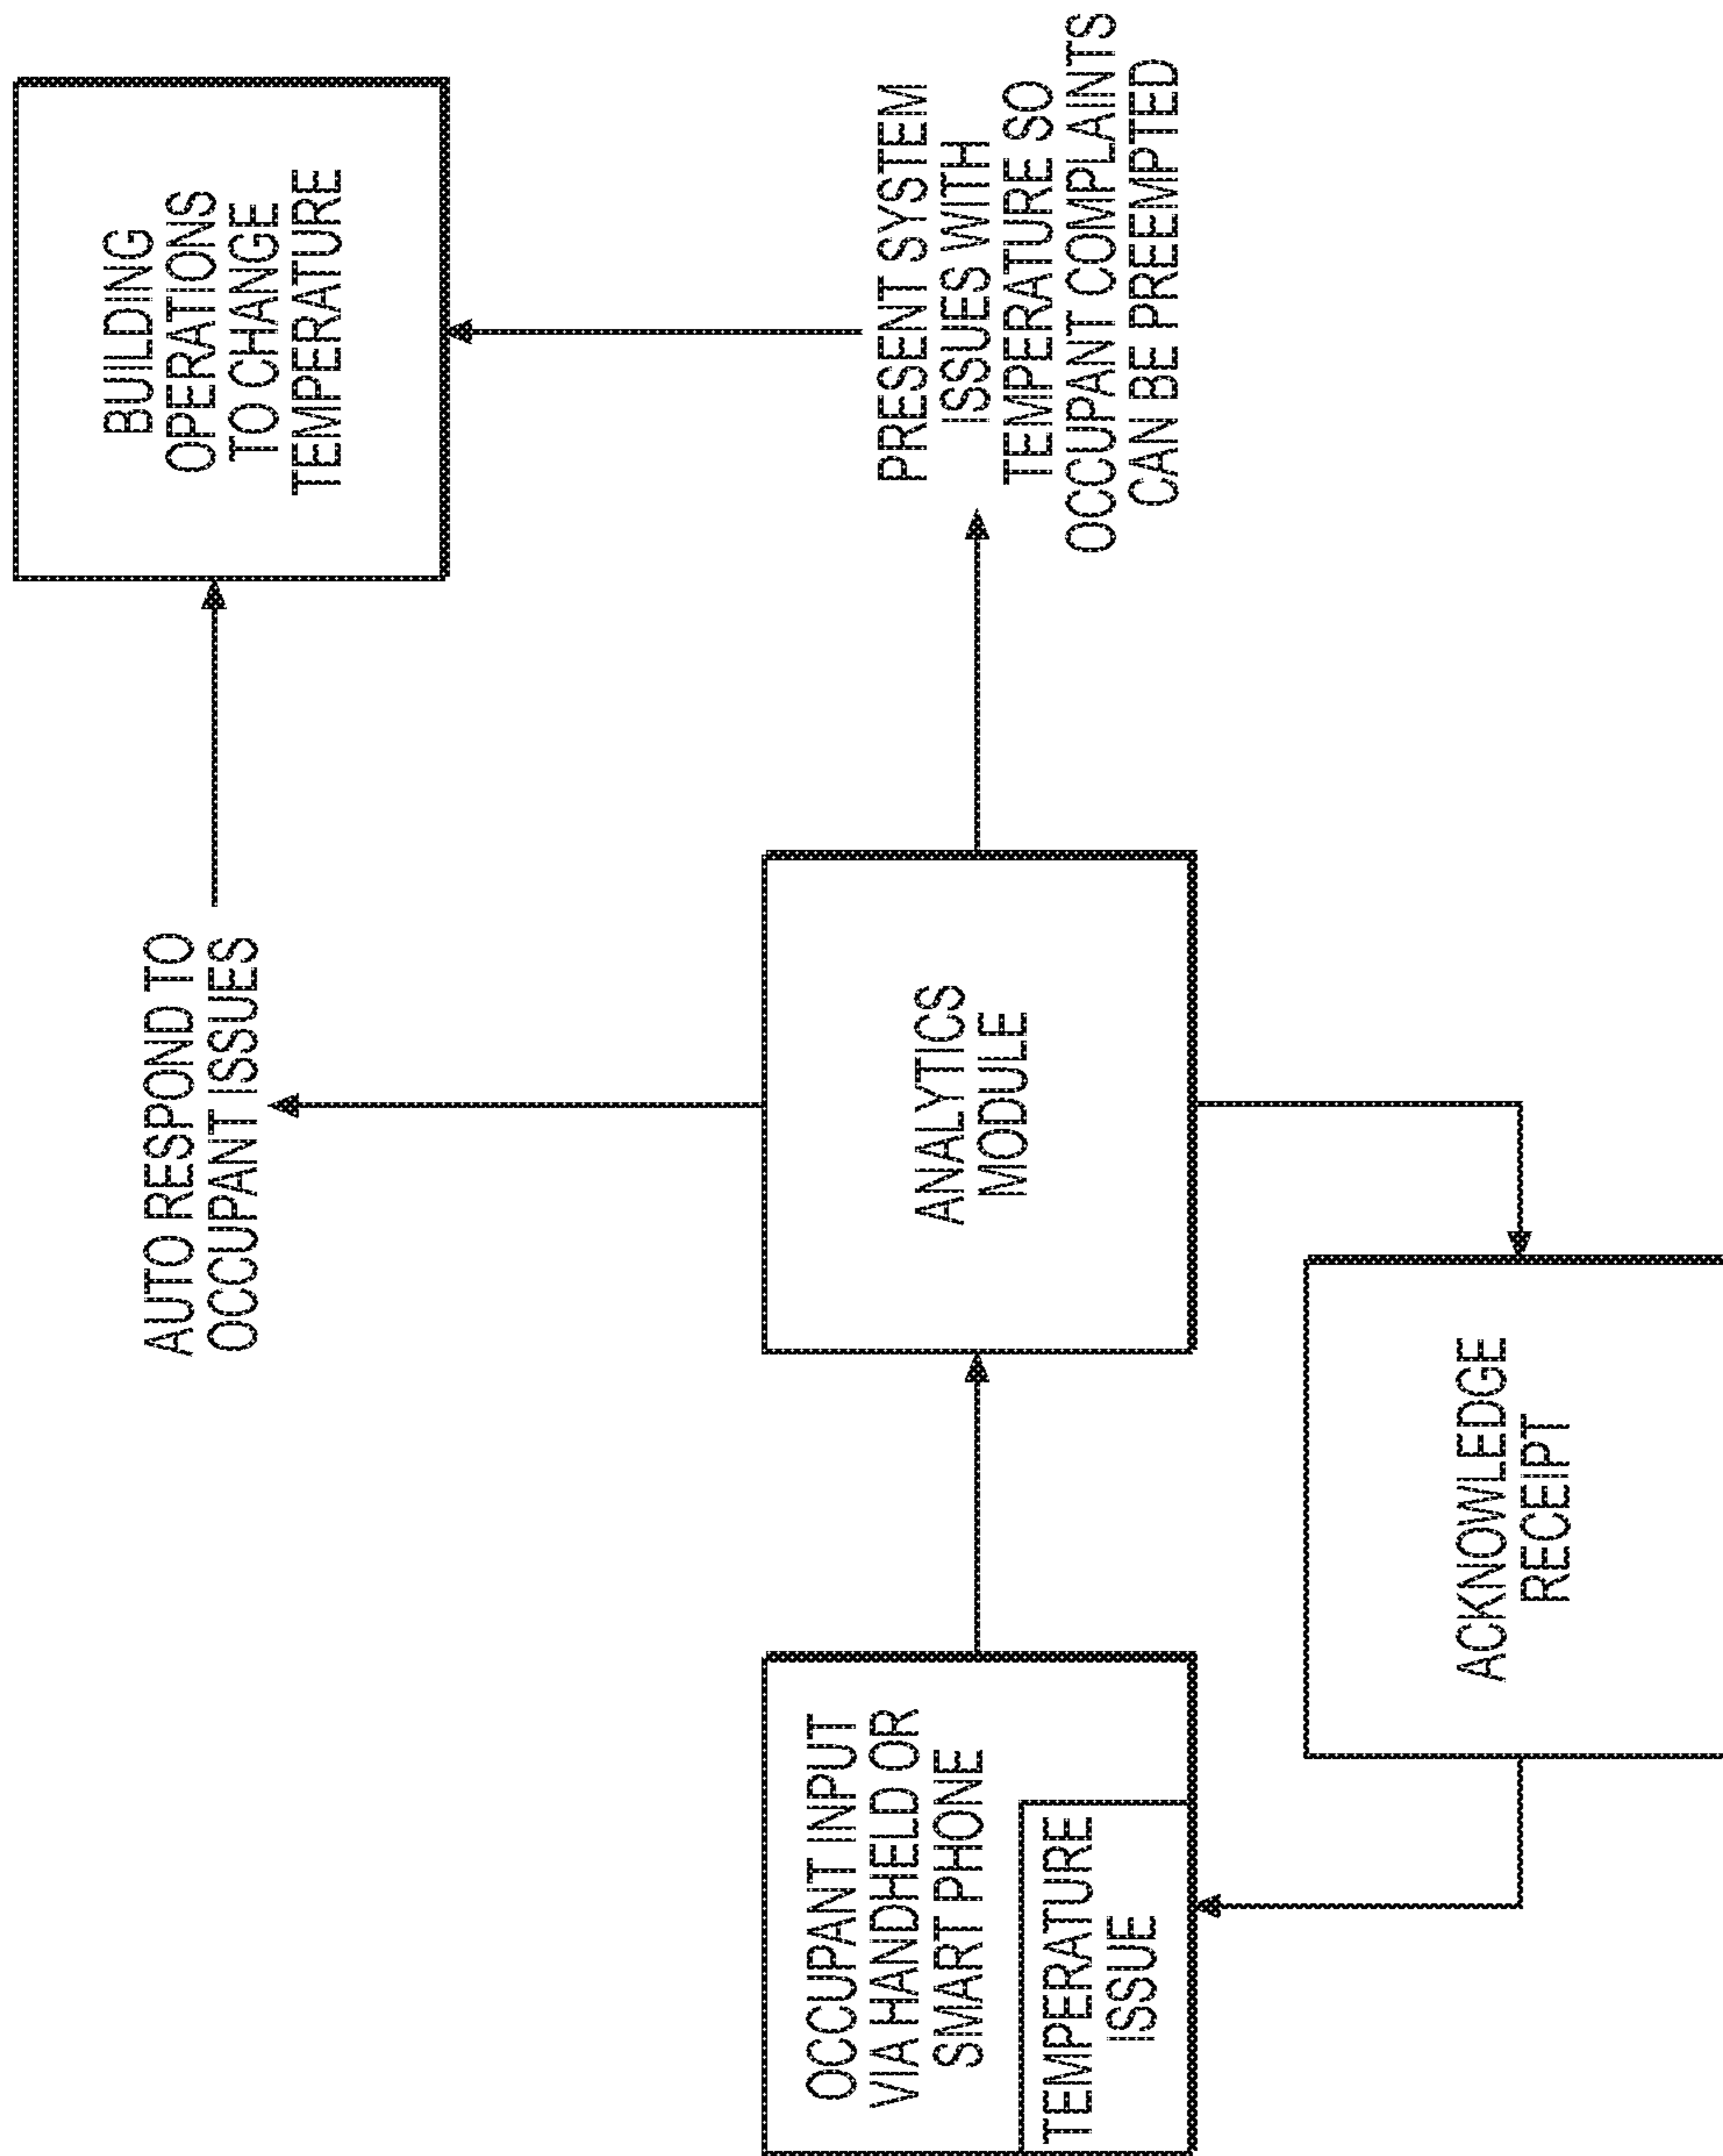 OCCUPANT INPUT
VIA HANDHELD OR
SMART PHONE
TEMPERATURE
ISSUE
ANALYTICS
MODULE
ACKNOWLEDGE
RECEIPT
AUTO RESPOND TO
OCCUPANT ISSUES
BUILDING
OPERATIONS
TO CHANGE
TEMPERATURE
PRESENT SYSTEM
ISSUES WITH
TEMPERATURE SO
OCCUPANT COMPLAINTS
CAN BE PREEMPTED